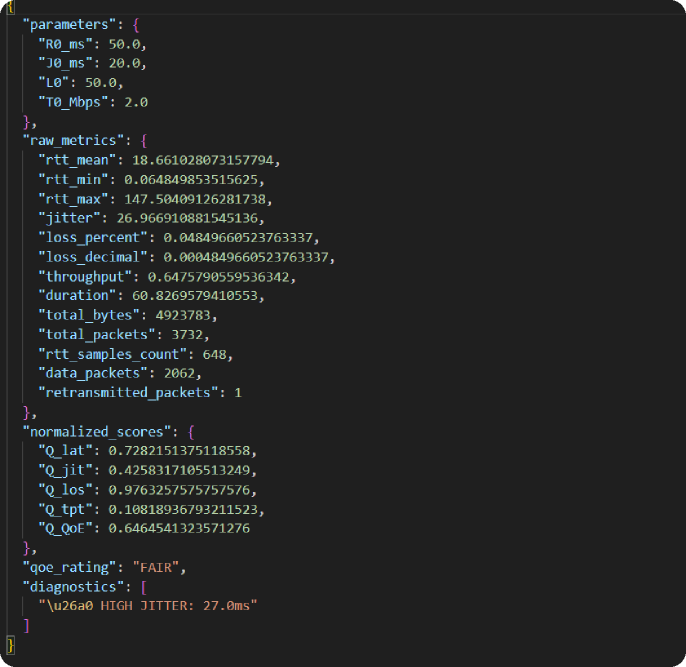 {
"parameters": {
"R0_ms": 50.0,
"J0_ms": 20.0,
"L0": 50.0,
"T0_Mbps": 2.0
},
"raw_metrics": {
"rtt_mean": 18.661028073157794,
"rtt_min": 0.064849853515625,
"rtt_max": 147.50409126281738,
"jitter": 26.966910881545136,
"loss_percent": 0.04849660523763337,
"loss_decimal": 0.0004849660523763337,
"throughput": 0.6475790559536342,
"duration": 60.8269579410553,
"total_bytes": 4923783,
"total_packets": 3732,
"rtt_samples_count": 648,
"data_packets": 2062,
"retransmitted_packets": 1
},
"normalized_scores": {
"Q_lat": 0.7282151375118558,
"Q_jit": 0.4258317105513249,
"Q_los": 0.9763257575757576,
"Q_tpt": 0.10818936793211523,
"Q_QoE": 0.6464541323571276
},
"qoe_rating": "FAIR",
"diagnostics": [
"\u26a0 HIGH JITTER: 27.0ms"
]
}